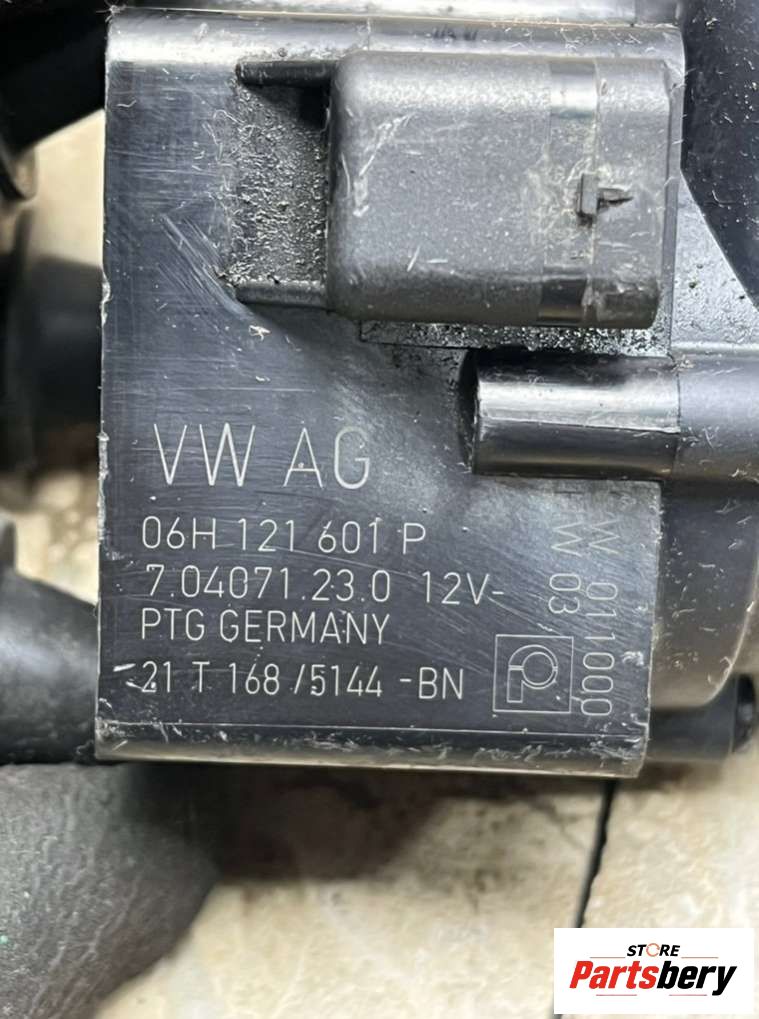 VW AG
06H 121 601 P
7.04071.23.0 12V-
PTG GERMANY
21 T 168 /5144 -BN
W 011000
W 03
STORE
Partsbery